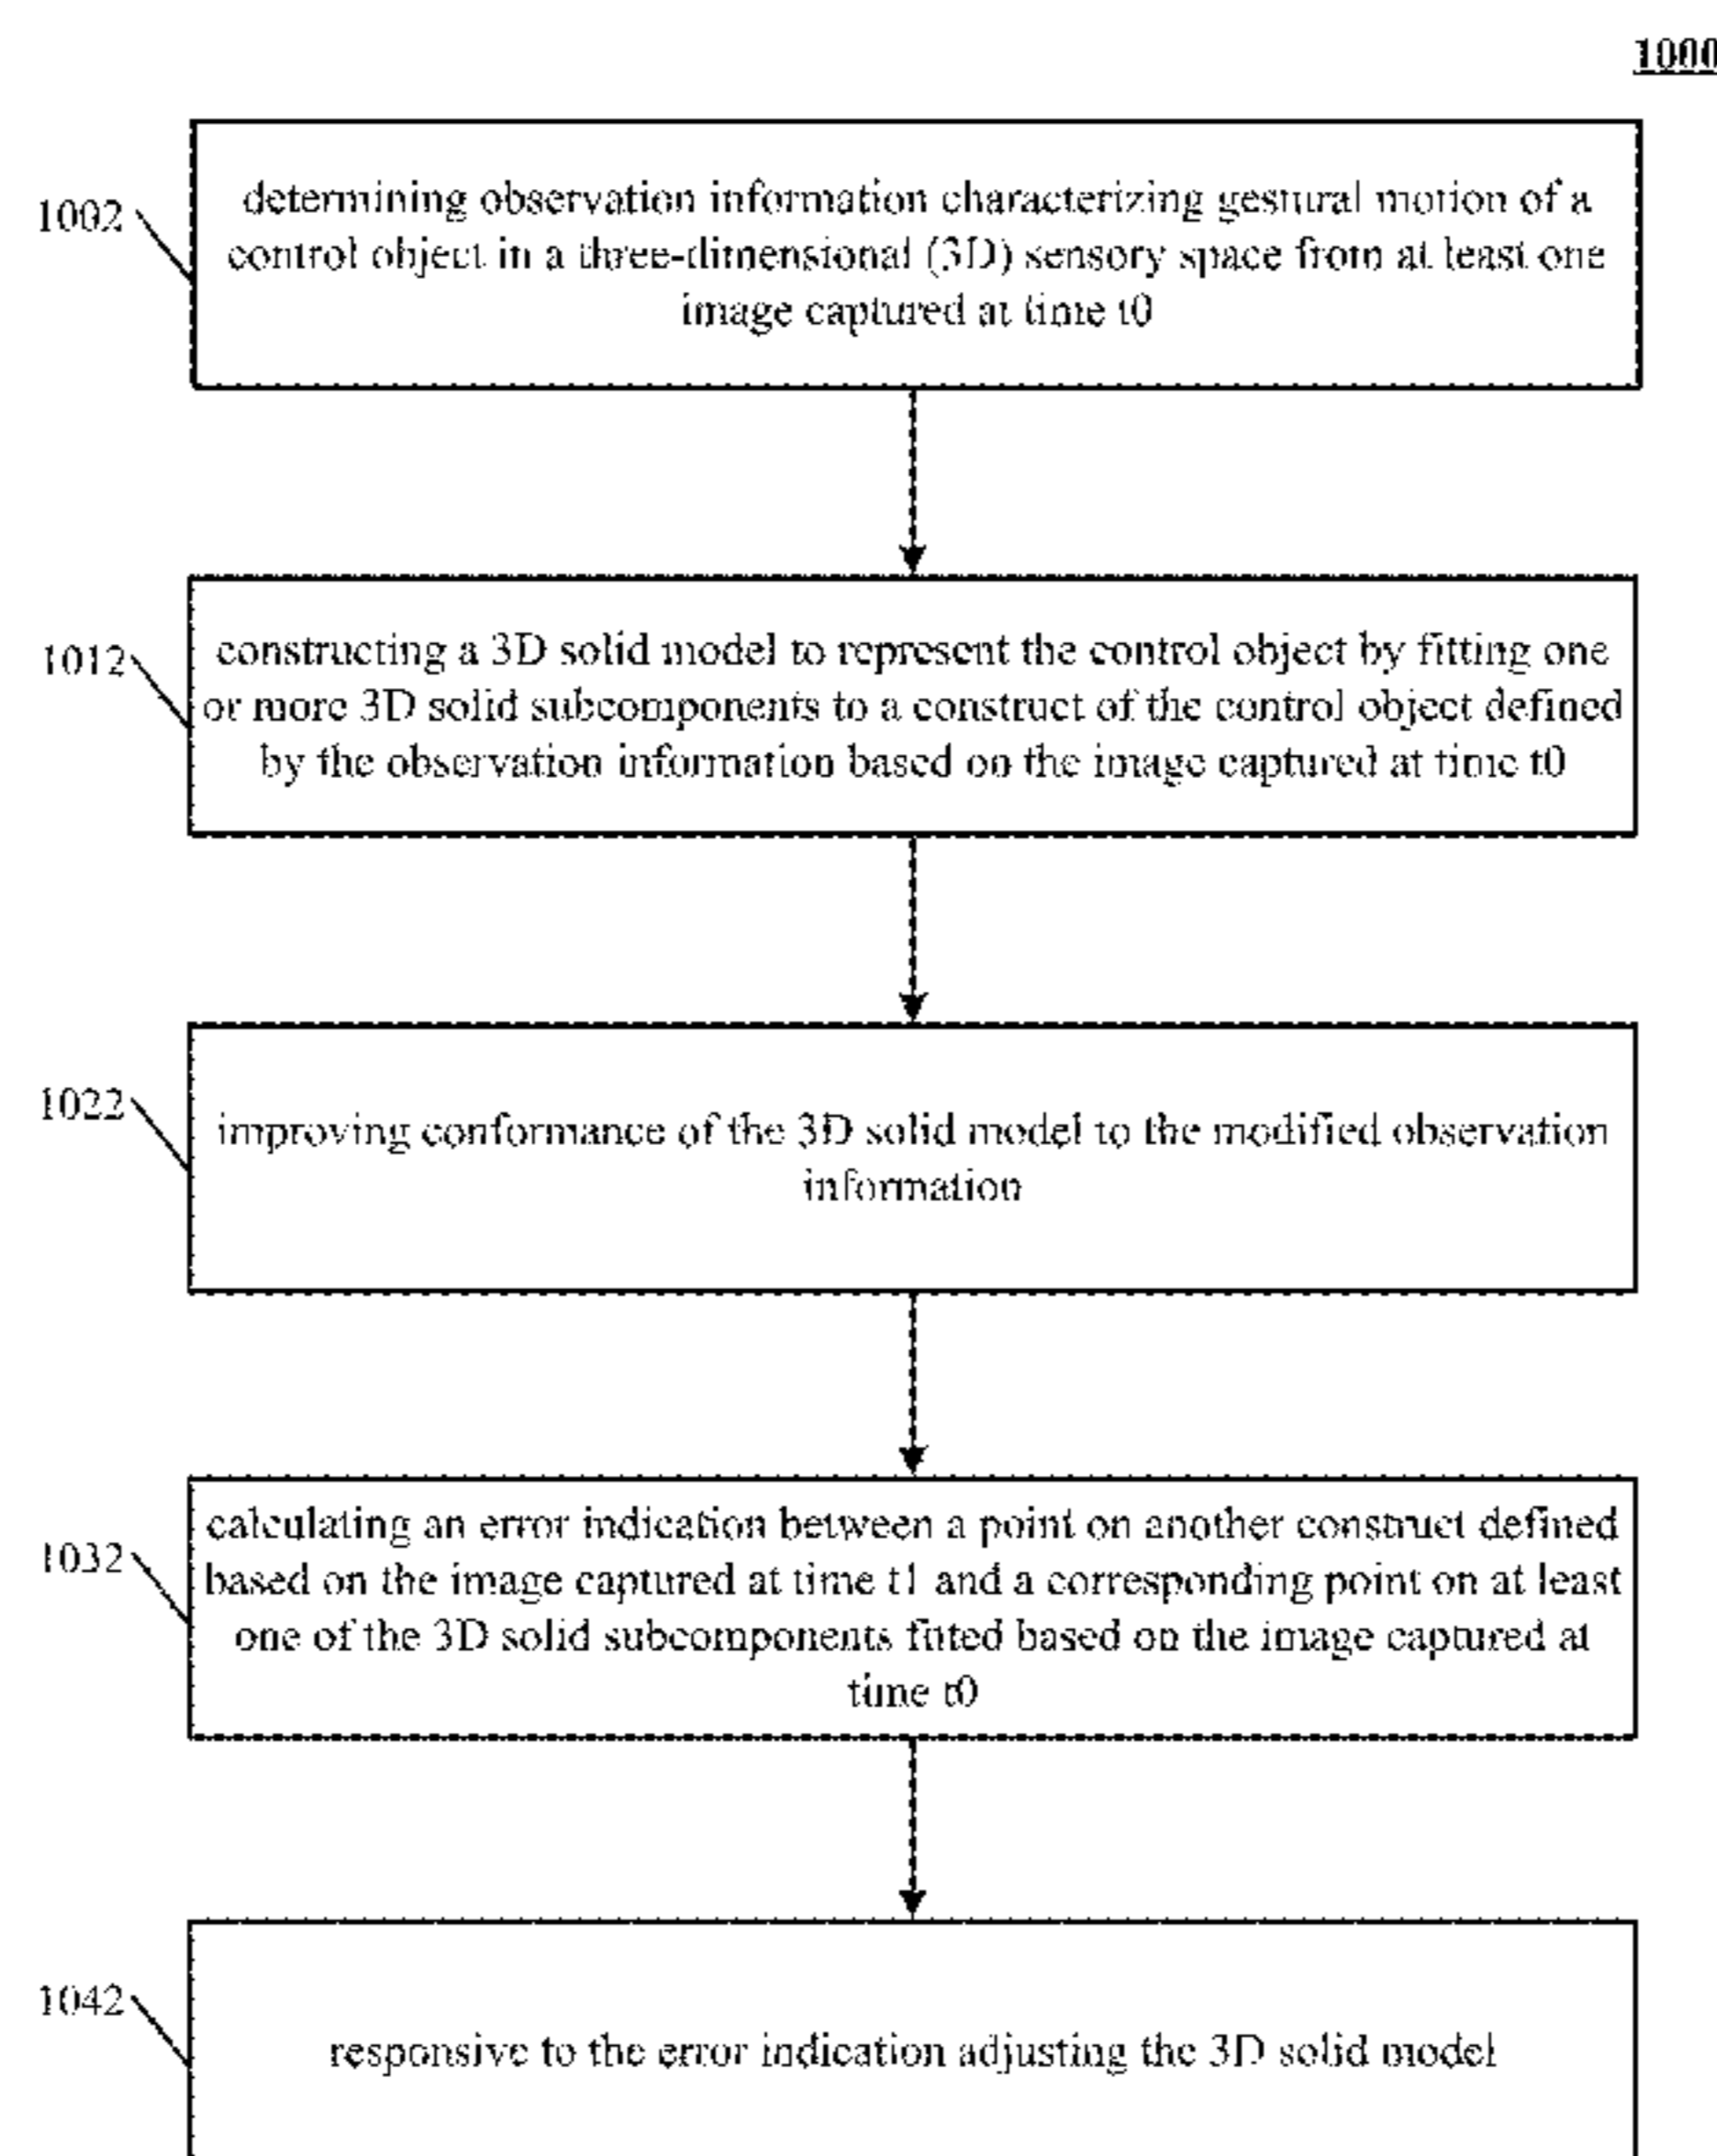 1000
1002
determining observation information characterizing gestural motion of a
control object in a three-dimensional (3D) sensory space from at least one
image captured at time t0
1012
constructing a 3D solid model to represent the control object by fitting one
or more 3D solid subcomponents to a construct of the control object defined
by the observation information based on the image captured at time t0
1022
improving conformance of the 3D solid model to the modified observation
information
1032
calculating an error indication between a point on another construct defined
based on the image captured at time t1 and a corresponding point on at least
one of the 3D solid subcomponents fitted based on the image captured at
time t0
1042
responsive to the error indication adjusting the 3D solid model